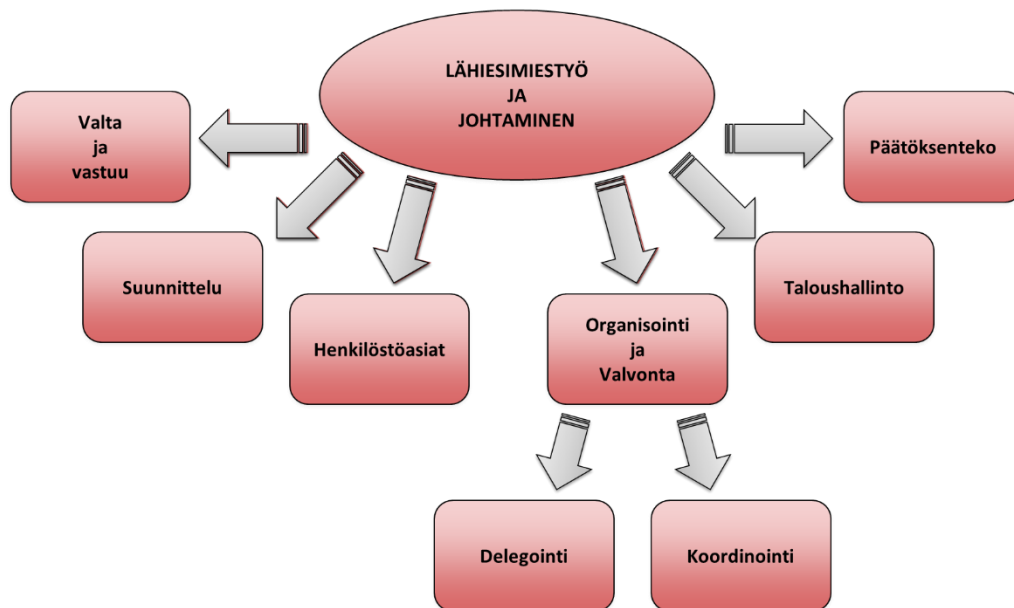 LÄHIESIMIESTYÖ
JA
JOHTAMINEN
Valta
ja
vastuu
Päätöksenteko
Suunnittelu
Taloushallinto
Henkilöstöasiat
Organisointi
ja
Valvonta
Delegointi
Koordinointi